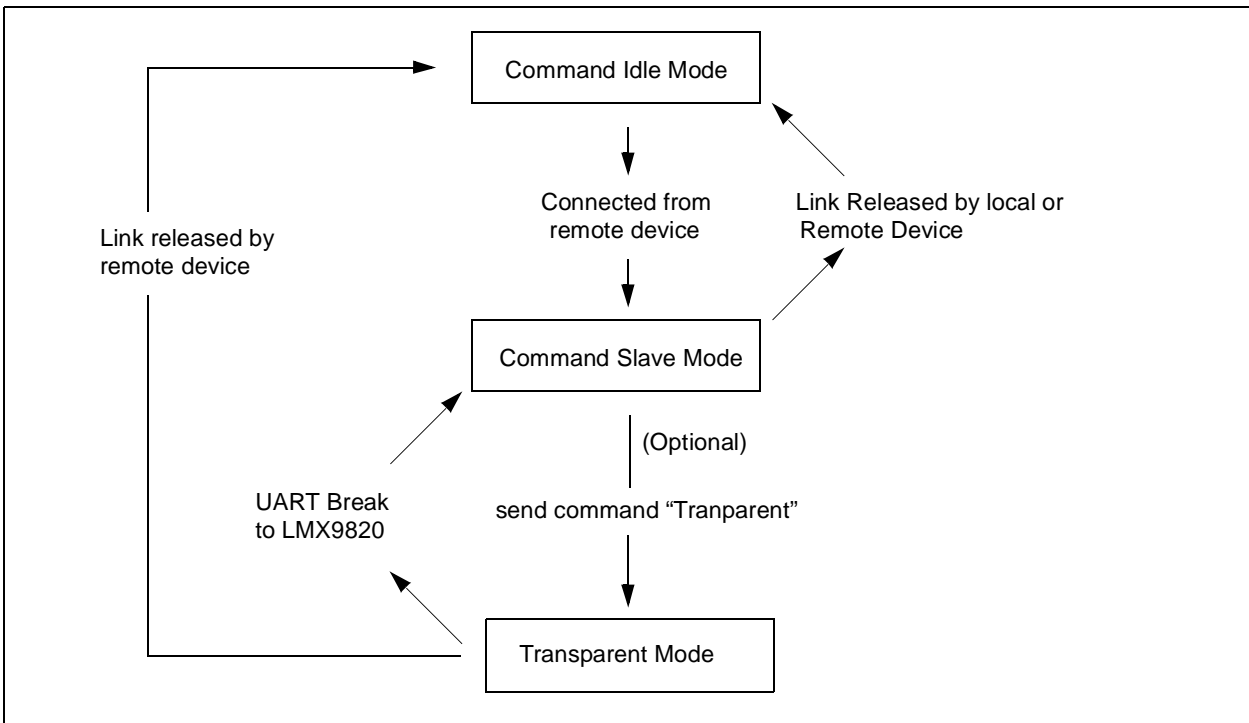 Command Idle Mode
Connected from
remote device
Link Released by local or
Remote Device
Link released by
remote device
Command Slave Mode
(Optional)
UART Break
to LMX9820
send command “Tranparent”
Transparent Mode